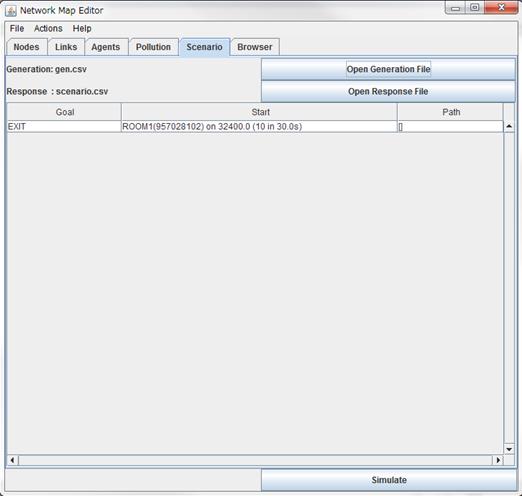 Network Map Editor
File Actions Help
Nodes Links Agents Pollution Scenario Browser
Generation: gen.csv Open Generation File
Response : scenario.csv Open Response File
Goal Start Path
EXIT ROOM1(957028102) on 32400.0 (10 in 30.0s) []
Simulate